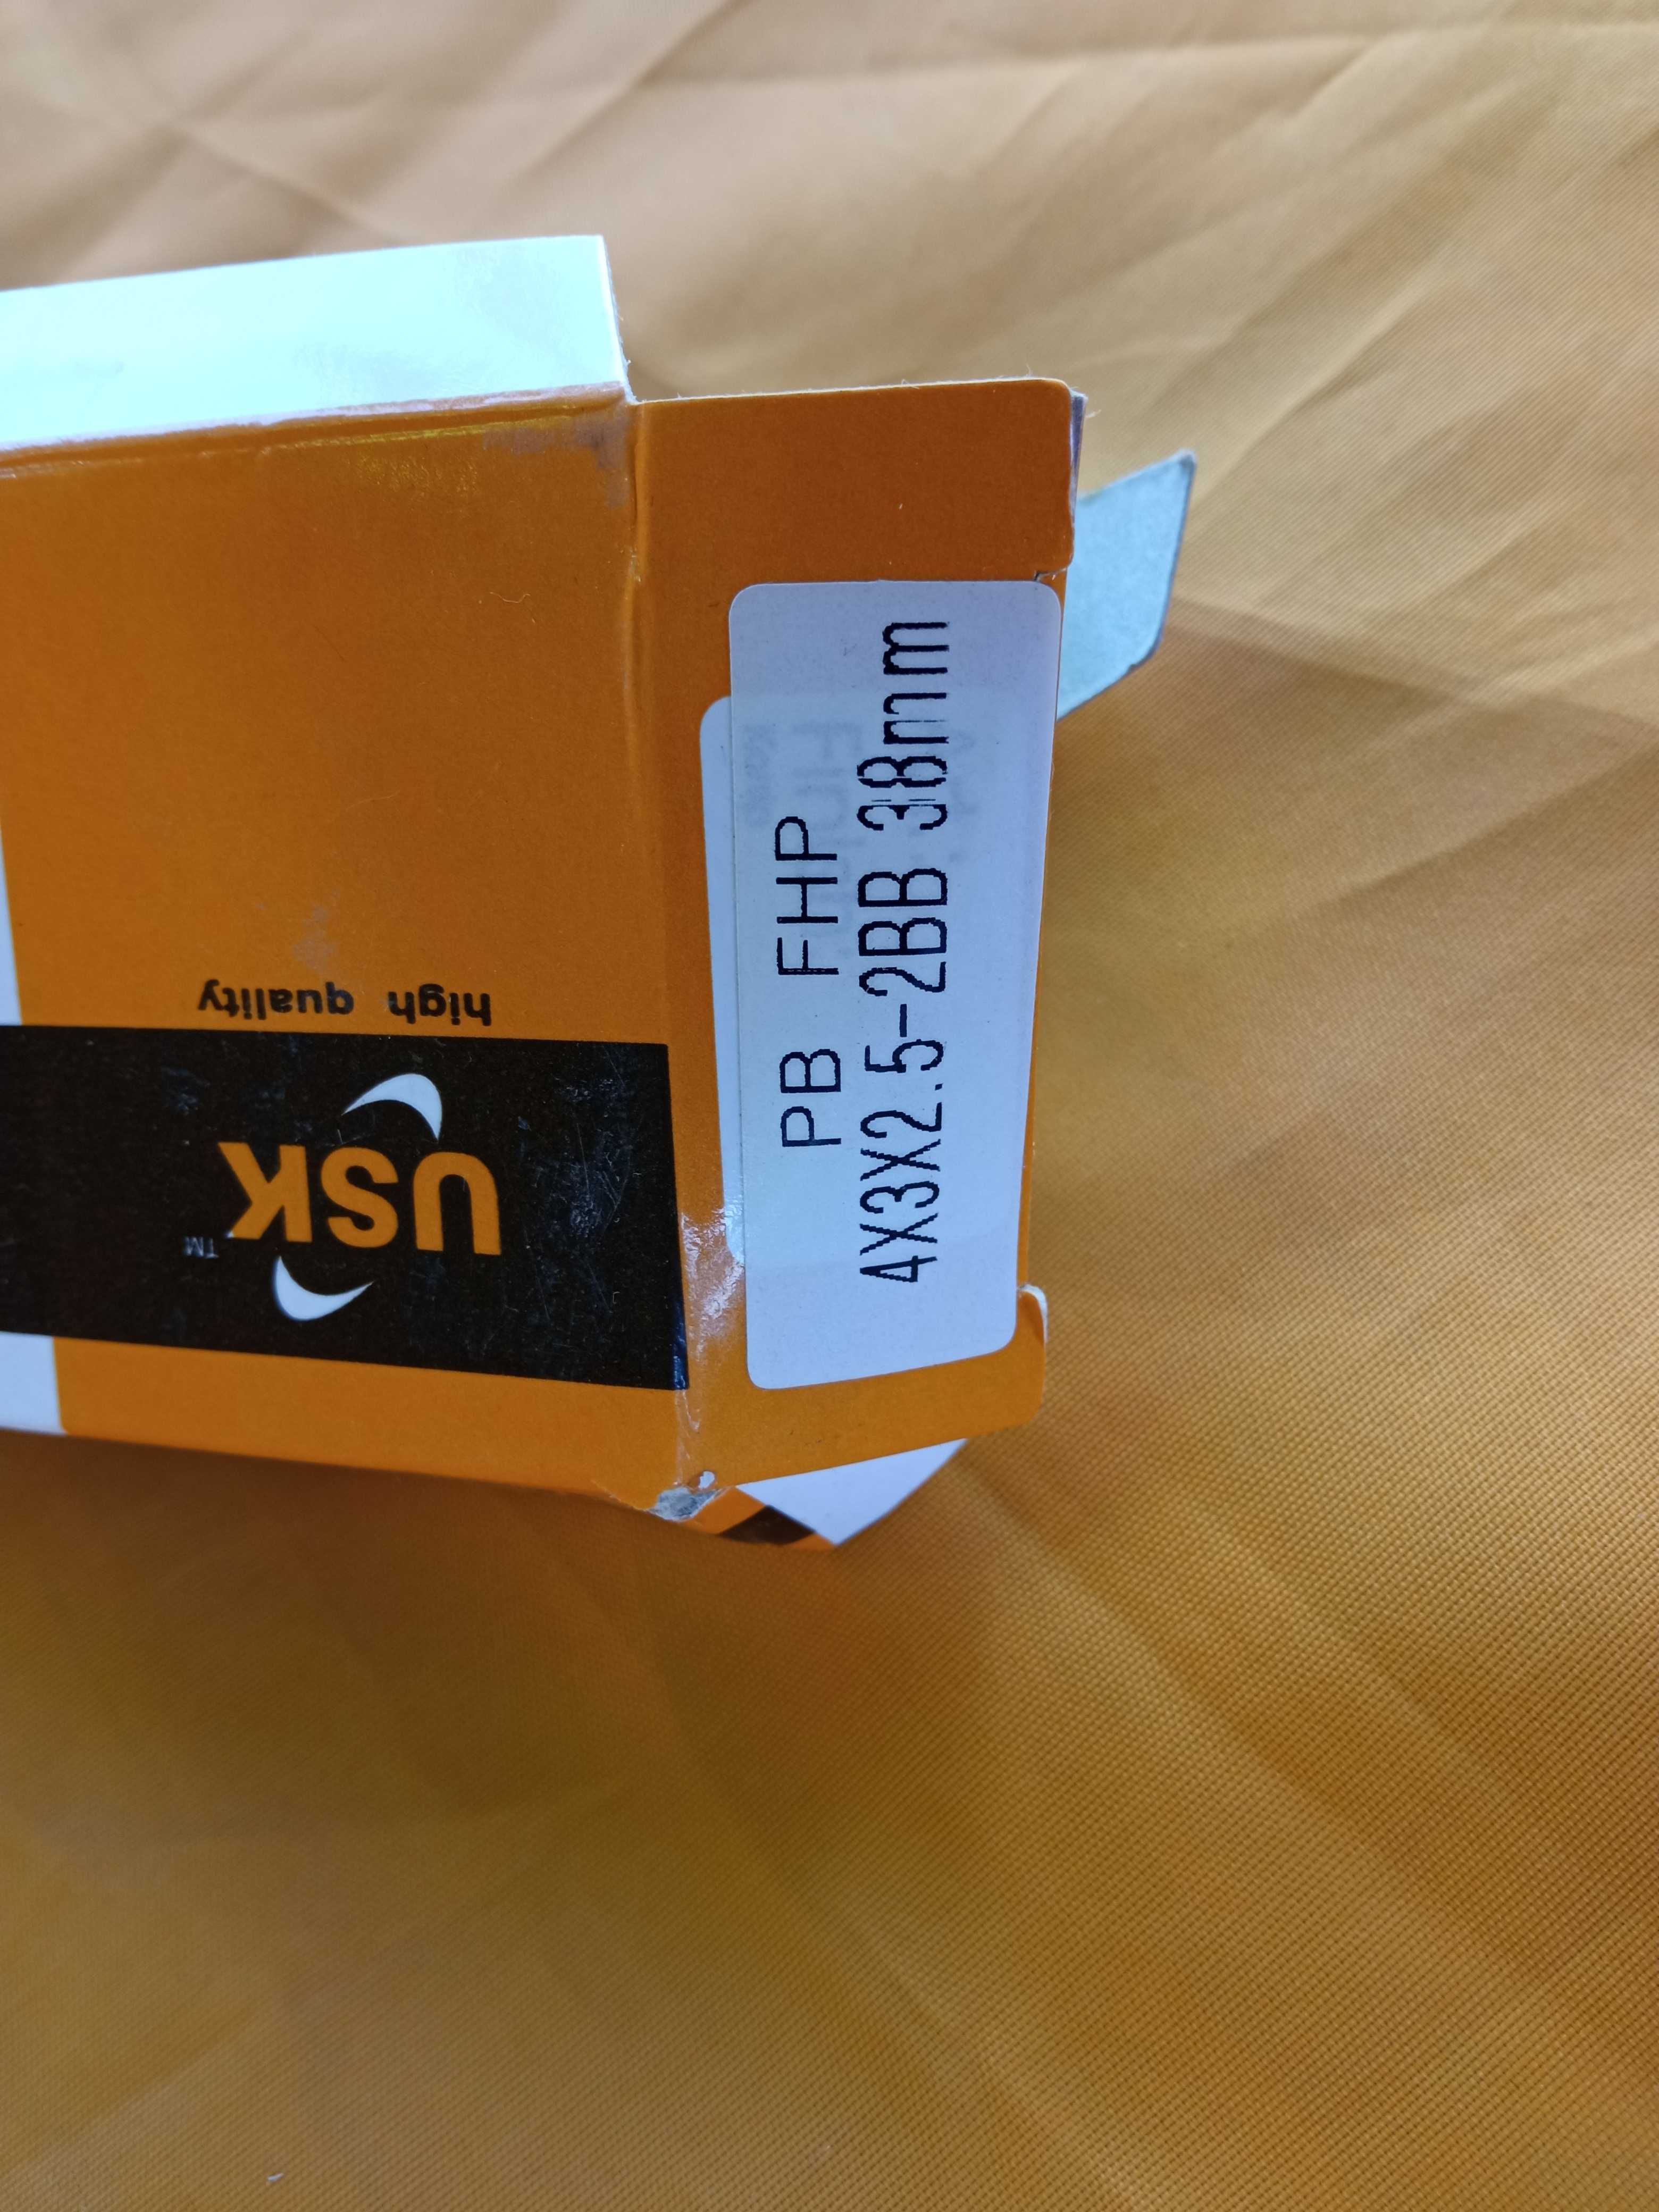 high quality
USK
TM
PB FHP
4X3X2.5-2BB 38mm